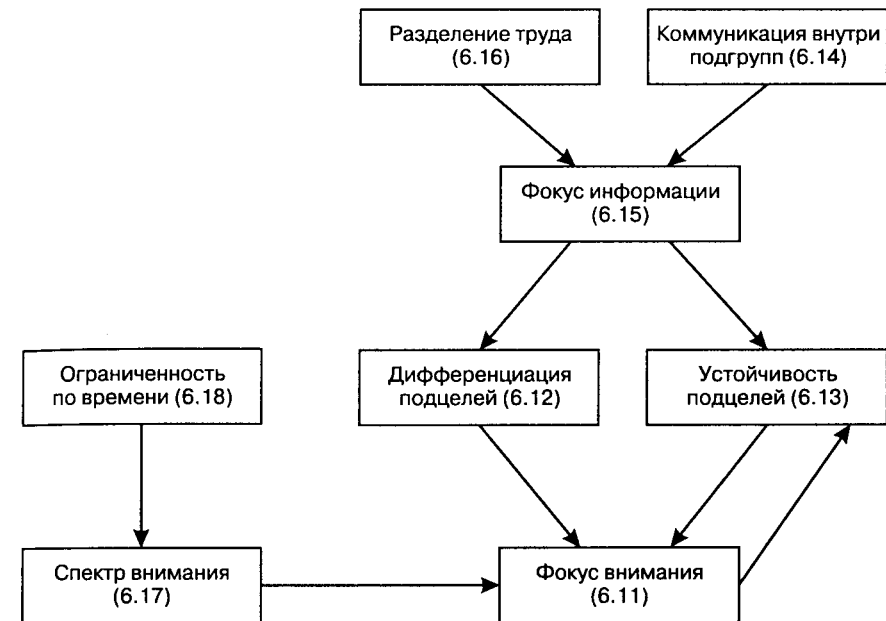 Разделение труда
(6.16)
Коммуникация внутри
подгрупп (6.14)
Фокус информации
(6.15)
Ограниченность
по времени (6.18)
Дифференциация
подцелей (6.12)
Устойчивость
подцелей (6.13)
Спектр внимания
(6.17)
Фокус внимания
(6.11)